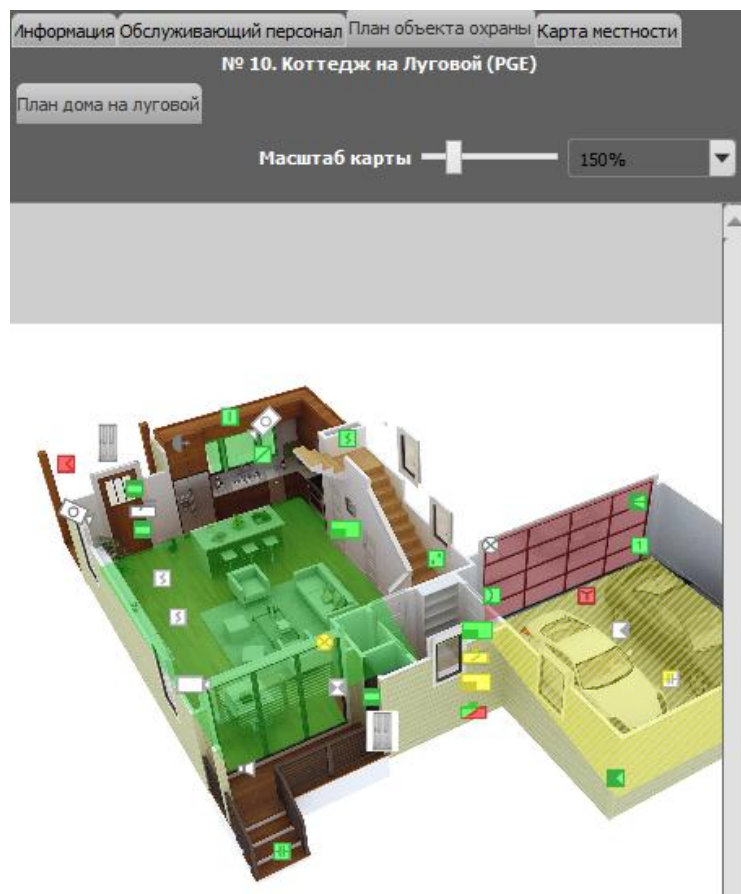 Информация Обслуживающий персонал План объекта охраны Карта местности
№ 10. Коттедж на Луговой (PGE)
План дома на луговой
Масштаб карты 150%